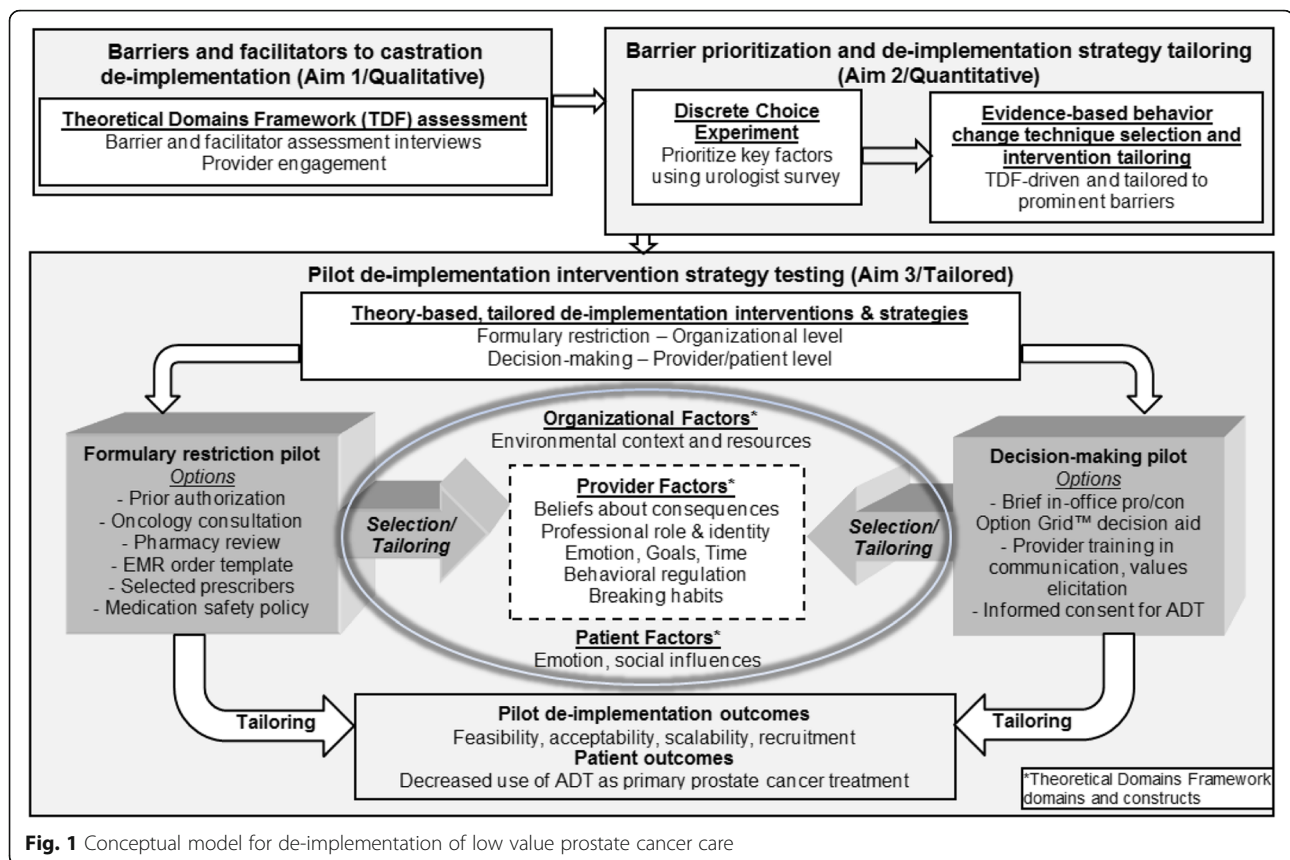 Barriers and facilitators to castration
de-implementation (Aim 1/Qualitative)
Theoretical Domains Framework (TDF) assessment
Barrier and facilitator assessment interviews
Provider engagement
Barrier prioritization and de-implementation strategy tailoring
(Aim 2/Quantitative)
Discrete Choice
Experiment
Prioritize key factors
using urologist survey
Evidence-based behavior
change technique selection and
intervention tailoring
TDF-driven and tailored to
prominent barriers
Pilot de-implementation intervention strategy testing (Aim 3/Tailored)
Theory-based, tailored de-implementation interventions & strategies
Formulary restriction – Organizational level
Decision-making – Provider/patient level
Formulary restriction pilot
Options
- Prior authorization
- Oncology consultation
- Pharmacy review
- EMR order template
- Selected prescribers
- Medication safety policy
Selection/
Tailoring
Organizational Factors*
Environmental context and resources
Provider Factors*
Beliefs about consequences
Professional role & identity
Emotion, Goals, Time
Behavioral regulation
Breaking habits
Patient Factors*
Emotion, social influences
Selection/
Tailoring
Decision-making pilot
Options
- Brief in-office pro/con
Option Grid™ decision aid
- Provider training in
communication, values
elicitation
- Informed consent for ADT
Tailoring
Pilot de-implementation outcomes
Feasibility, acceptability, scalability, recruitment
Patient outcomes
Decreased use of ADT as primary prostate cancer treatment
Tailoring
*Theoretical Domains Framework
domains and constructs
Fig. 1 Conceptual model for de-implementation of low value prostate cancer care